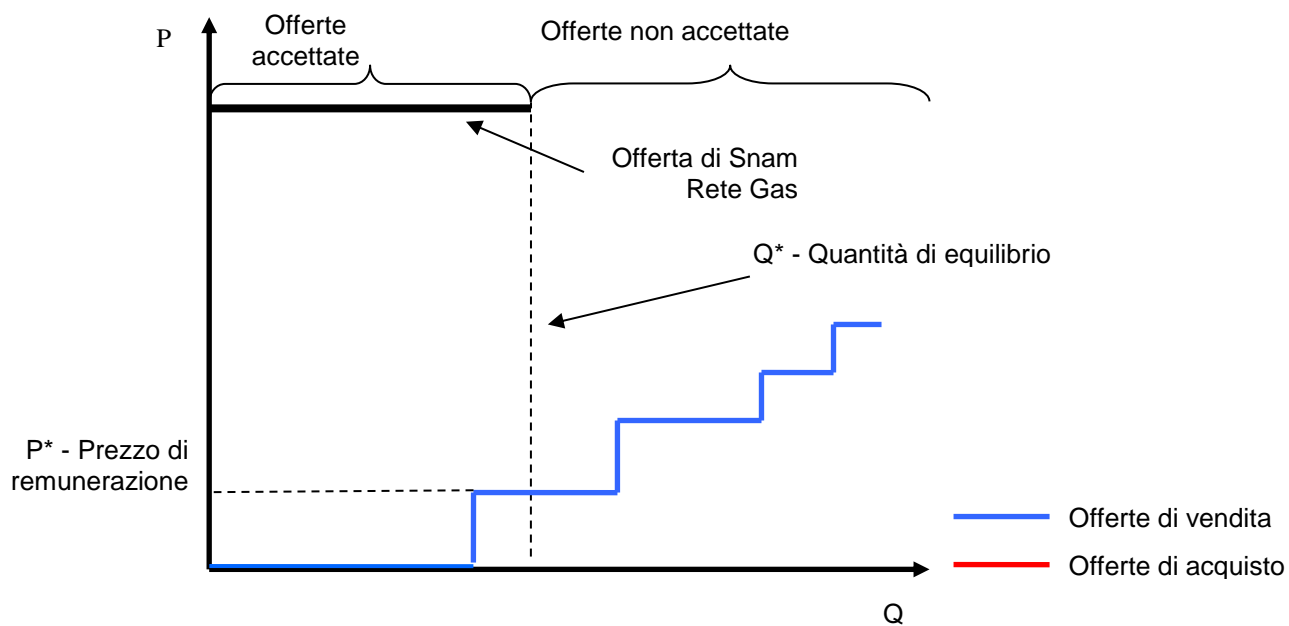 P
Offerte
accettate
Offerte non accettate
Offerta di Snam
Rete Gas
Q* - Quantità di equilibrio
P* - Prezzo di
remunerazione
Offerte di vendita
Offerte di acquisto
Q